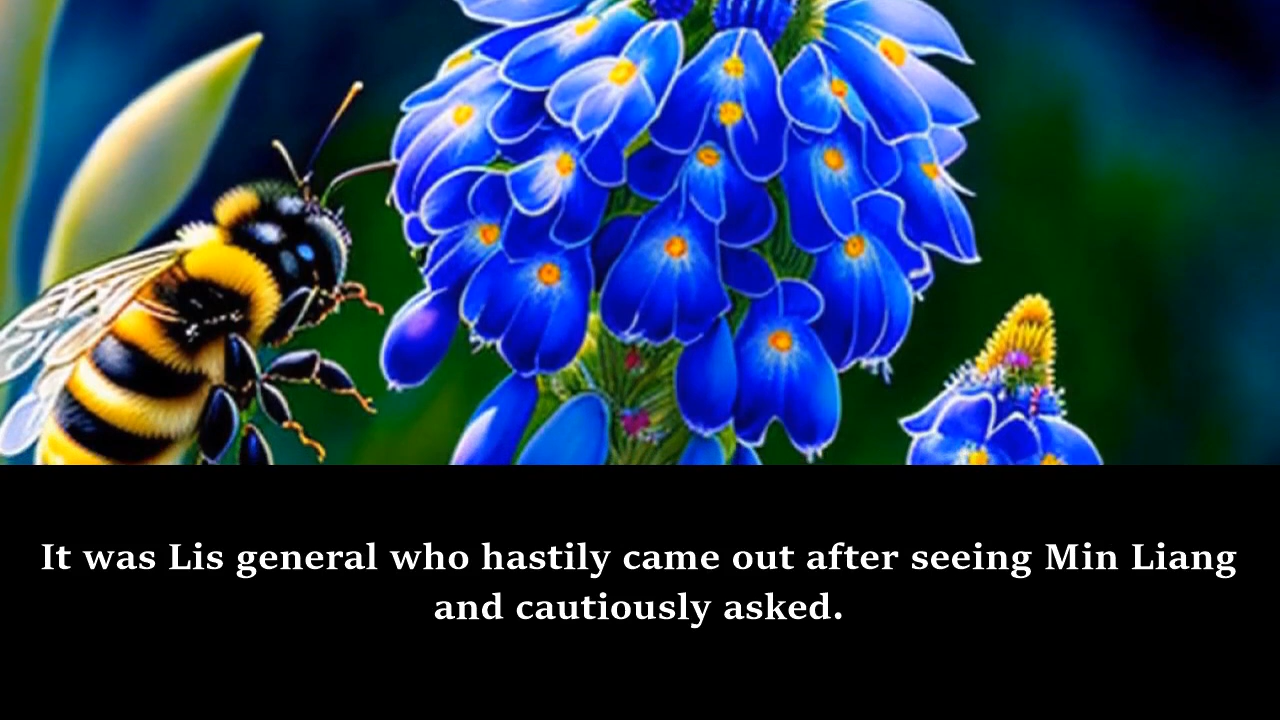 It was Lis general who hastily came out after seeing Min Liang
and cautiously asked.